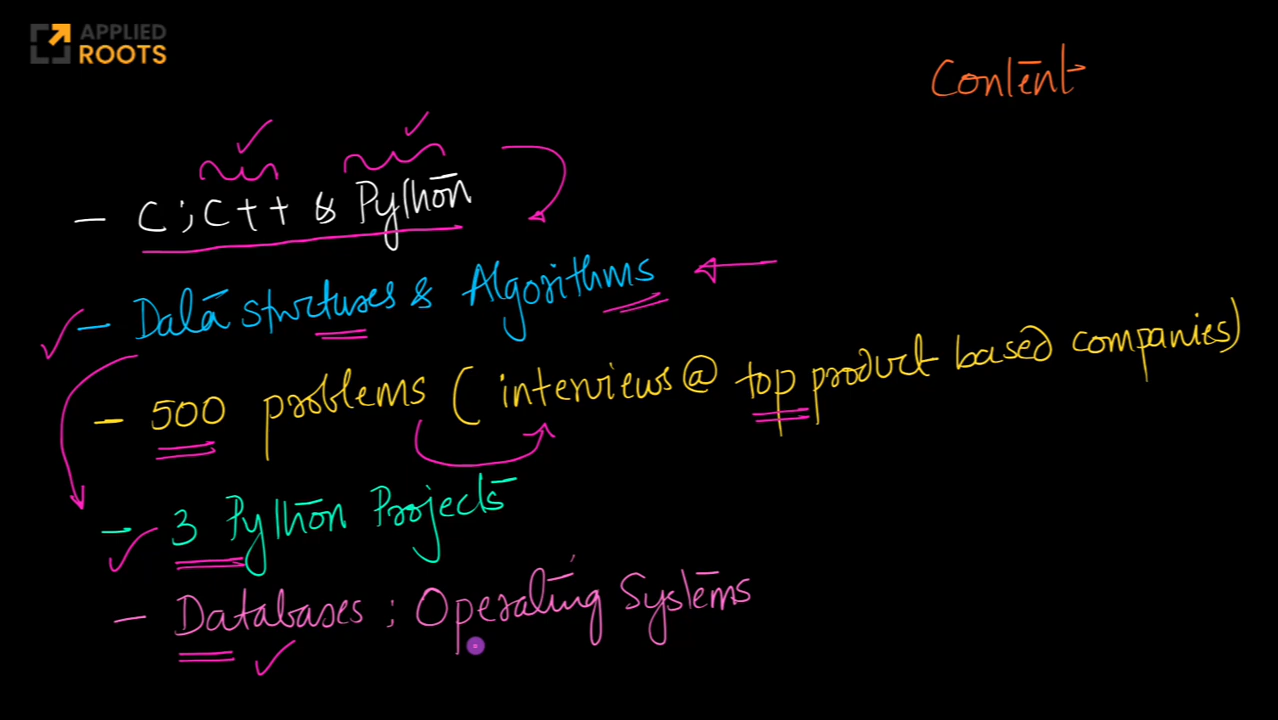 APPLIED
ROOTS
Content
- C; C++ & Python
- Data structures & Algorithms
- 500 problems (interviews @ top product based companies)
- 3 Python Projects
- Databases; Operating Systems